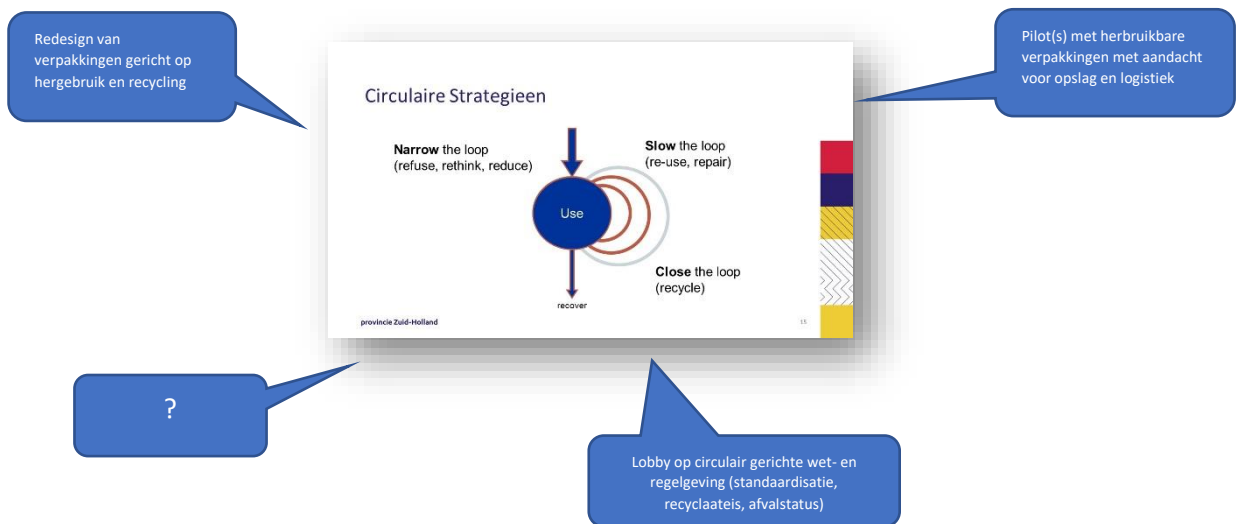 Redesign van
verpakkingen gericht op
hergebruik en recycling
Pilot(s) met herbruikbare
verpakkingen met aandacht
voor opslag en logistiek
Circulaire Strategieen
Narrow the loop
(refuse, rethink, reduce)
Slow the loop
(re-use, repair)
Use
Close the loop
(recycle)
recover
provincie Zuid-Holland
15
?
Lobby op circulair gerichte wet- en
regelgeving (standaardisatie,
recyclaateis, afvalstatus)